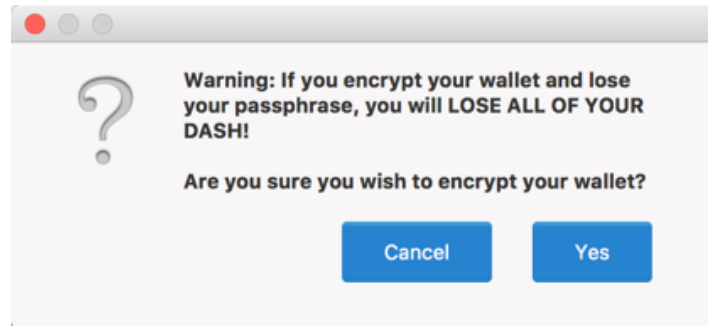 Warning: If you encrypt your wallet and lose
your passphrase, you will LOSE ALL OF YOUR
DASH!
Are you sure you wish to encrypt your wallet?
Cancel Yes